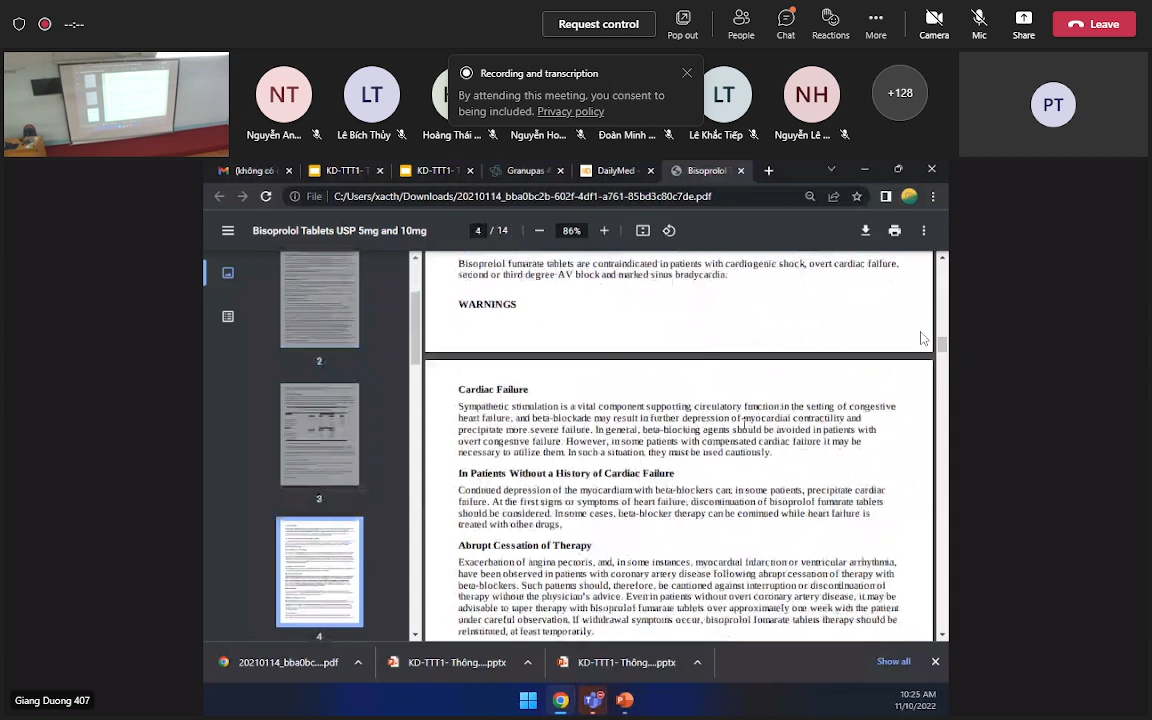 --:--
Request control
Pop out
People
Chat
Reactions
More
Camera
Mic
Share
Leave
Recording and transcription
By attending this meeting, you consent to
being included. Privacy policy
NT
LT
LT
NH
+128
PT
Nguyễn An...
Lê Bích Thủy
Hoàng Thái ...
Nguyễn Ho...
Đoàn Minh ...
Lê Khắc Tiếp
Nguyễn Lê ...
(không có
KD-TTT1-
KD-TTT1-
Granupas
DailyMed -
Bisoprolol
File
C:/Users/xacth/Downloads/20210114_bba0bc2b-602f-4df1-a761-85bd3c80c7de.pdf
Bisoprolol Tablets USP 5mg and 10mg
4 / 14
86%
2
3
4
Bisoprolol fumarate tablets are contraindicated in patients with cardiogenic shock, overt cardiac failure,
second or third degree AV block and marked sinus bradycardia.
WARNINGS
Cardiac Failure
Sympathetic stimulation is a vital component supporting circulatory function in the setting of congestive
heart failure, and beta-blockade may result in further depression of myocardial contractility and
precipitate more severe failure. In general, beta-blocking agents should be avoided in patients with
overt congestive failure. However, in some patients with compensated cardiac failure it may be
necessary to utilize them. In such a situation, they must be used cautiously.
In Patients Without a History of Cardiac Failure
Continued depression of the myocardium with beta-blockers can, in some patients, precipitate cardiac
failure. At the first signs or symptoms of heart failure, discontinuation of bisoprolol fumarate tablets
should be considered. In some cases, beta-blocker therapy can be continued while heart failure is
treated with other drugs.
Abrupt Cessation of Therapy
Exacerbation of angina pectoris, and, in some instances, myocardial infarction or ventricular arrhythmia,
have been observed in patients with coronary artery disease following abrupt cessation of therapy with
beta-blockers. Such patients should, therefore, be cautioned against interruption or discontinuation of
therapy without the physician's advice. Even in patients without overt coronary artery disease, it may be
advisable to taper therapy with bisoprolol fumarate tablets over approximately one week with the patient
under careful observation. If withdrawal symptoms occur, bisoprolol fumarate tablets therapy should be
reinstituted, at least temporarily.
20210114_bba0bc....pdf
KD-TTT1- Thông....pptx
KD-TTT1- Thông....pptx
Show all
Giang Duong 407
10:25 AM
11/10/2022